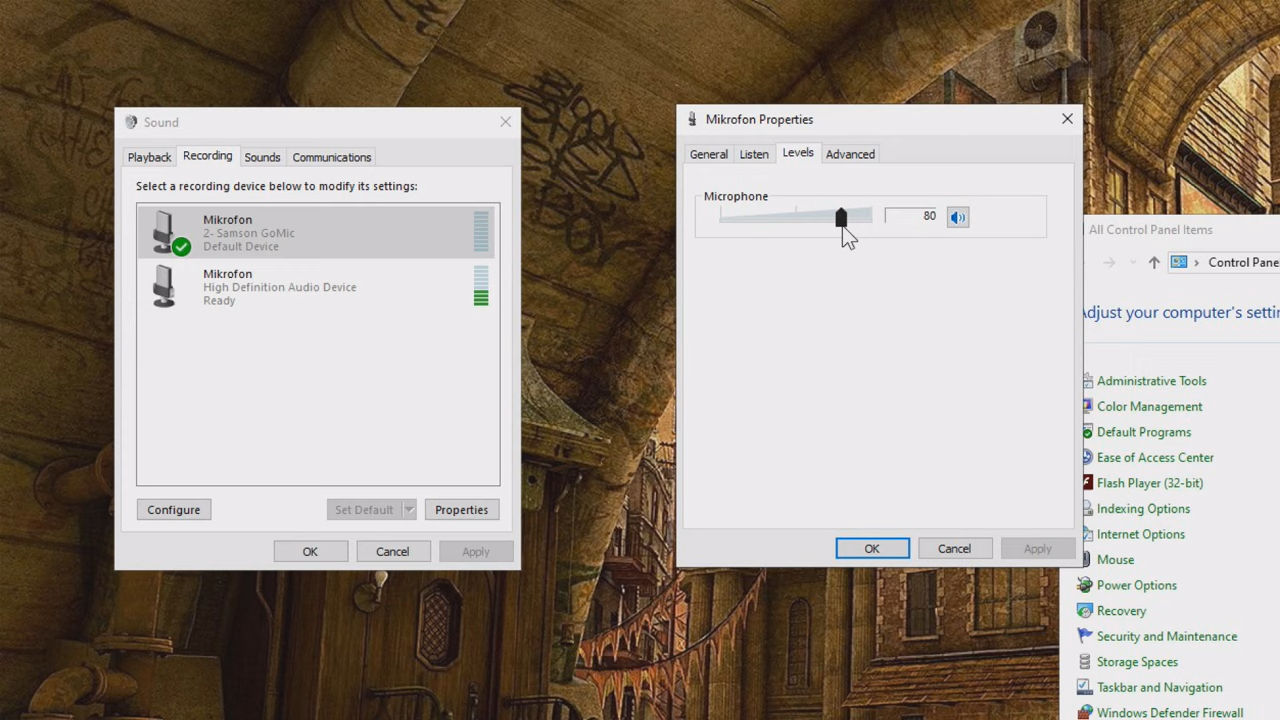 Sound
Playback
Recording
Sounds
Communications
Select a recording device below to modify its settings:
Mikrofon
2- Samson GoMic
Default Device
Mikrofon
High Definition Audio Device
Ready
Configure
Set Default
Properties
OK
Cancel
Apply
Mikrofon Properties
General
Listen
Levels
Advanced
Microphone
80
OK
Cancel
Apply
All Control Panel Items
Control Pane
Adjust your computer's settin
Administrative Tools
Color Management
Default Programs
Ease of Access Center
Flash Player (32-bit)
Indexing Options
Internet Options
Mouse
Power Options
Recovery
Security and Maintenance
Storage Spaces
Taskbar and Navigation
Windows Defender Firewall